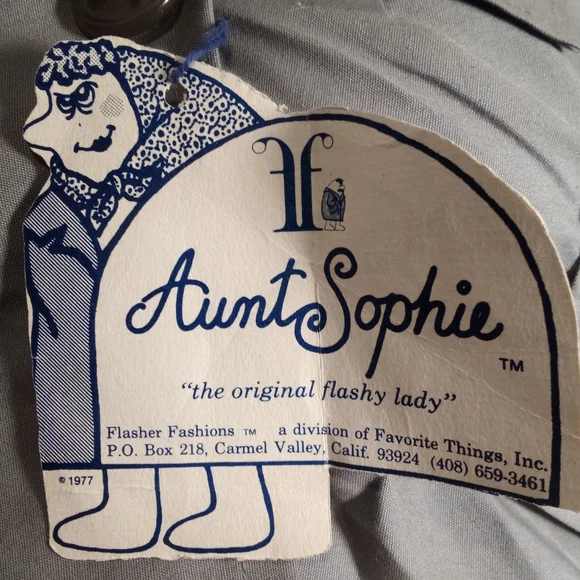 ff
Aunt Sophie ™
"the original flashy lady"
Flasher Fashions ™ a division of Favorite Things, Inc.
P.O. Box 218, Carmel Valley, Calif. 93924 (408) 659-3461
© 1977